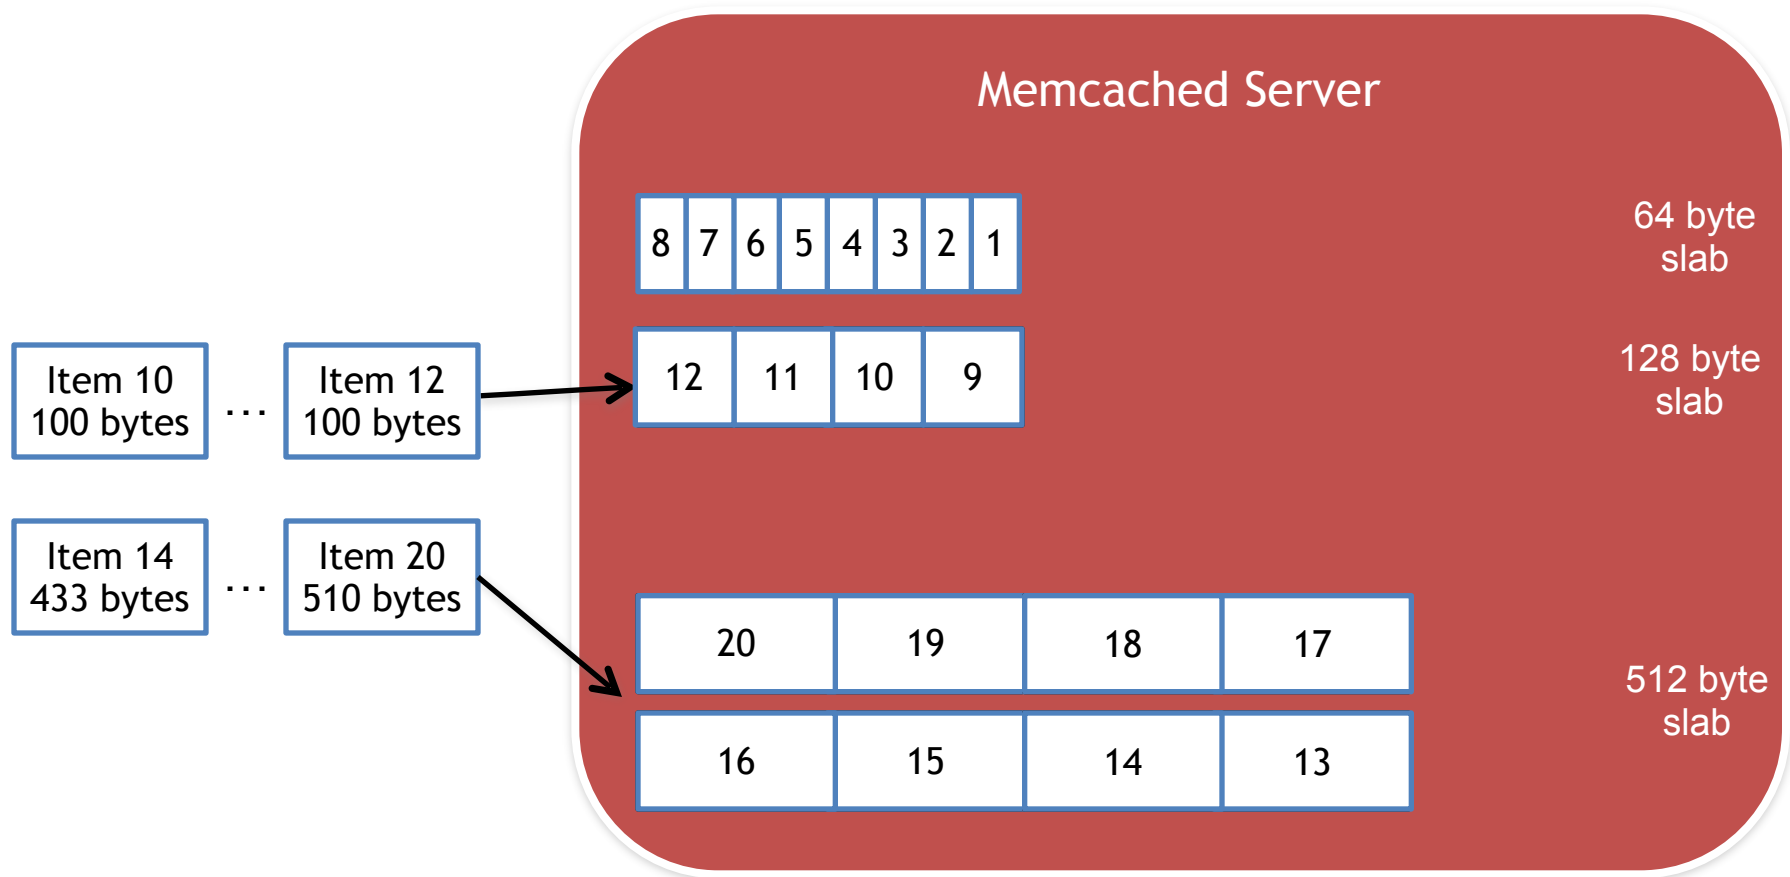 Memcached Server
8 7 6 5 4 3 2 1
64 byte
slab
Item 10
100 bytes
...
Item 12
100 bytes
12 11 10 9
128 byte
slab
Item 14
433 bytes
...
Item 20
510 bytes
20 19 18 17
16 15 14 13
512 byte
slab